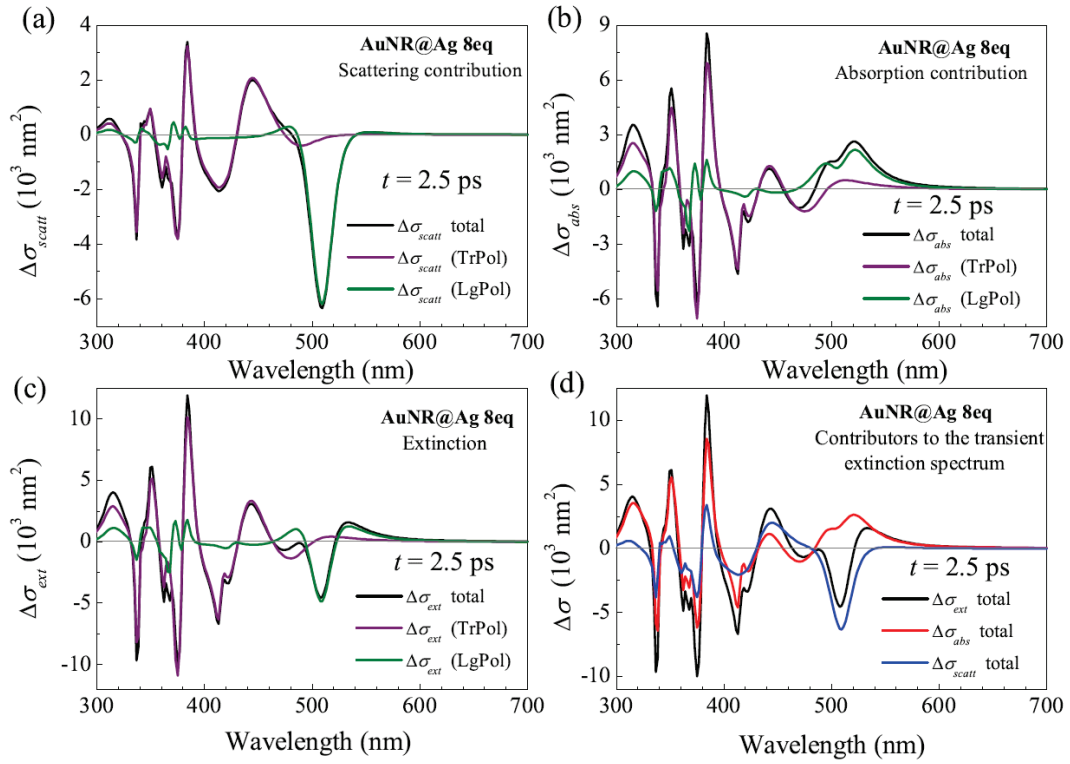 (a)
4
2
0
-2
-4
-6
Δσscatt (10³ nm²)
AuNR@Ag 8eq
Scattering contribution
t = 2.5 ps
Δσscatt total
Δσscatt (TrPol)
Δσscatt (LgPol)
300 400 500 600 700
Wavelength (nm)
(b)
9
6
3
0
-3
-6
Δσabs (10³ nm²)
AuNR@Ag 8eq
Absorption contribution
t = 2.5 ps
Δσabs total
Δσabs (TrPol)
Δσabs (LgPol)
300 400 500 600 700
Wavelength (nm)
(c)
10
5
0
-5
-10
Δσext (10³ nm²)
AuNR@Ag 8eq
Extinction
t = 2.5 ps
Δσext total
Δσext (TrPol)
Δσext (LgPol)
300 400 500 600 700
Wavelength (nm)
(d)
10
5
0
-5
-10
Δσ (10³ nm²)
AuNR@Ag 8eq
Contributors to the transient
extinction spectrum
t = 2.5 ps
Δσext total
Δσabs total
Δσscatt total
300 400 500 600 700
Wavelength (nm)